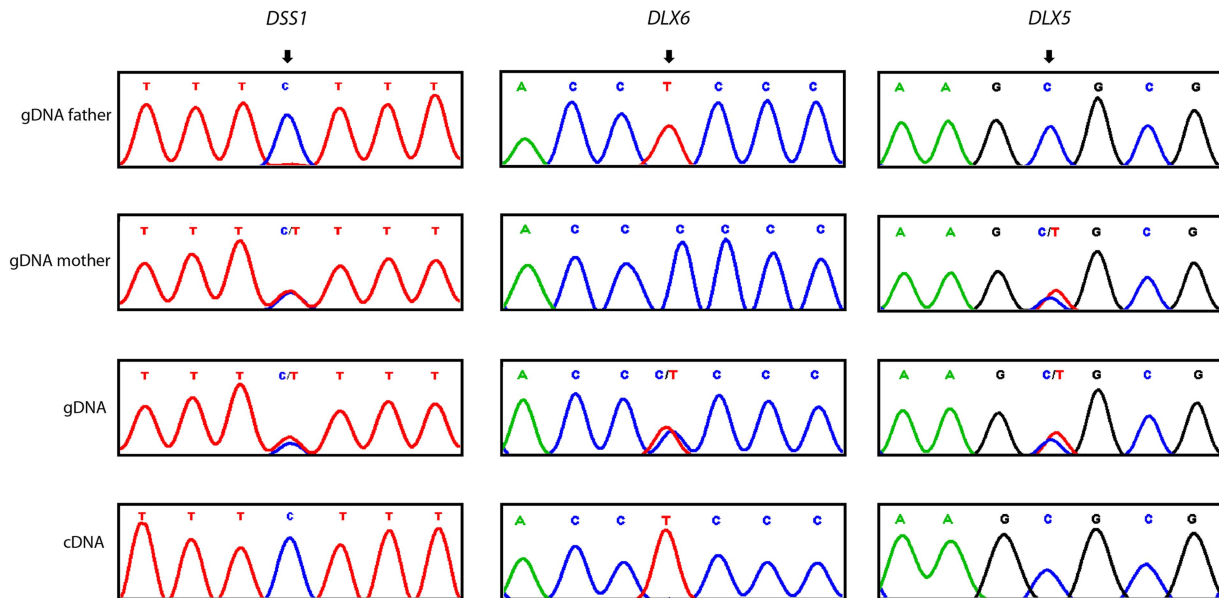 DSS1 DLX6 DLX5
gDNA father
T T T C T T T
A C C T C C C
A A G C G C G
gDNA mother
T T T C/T T T T
A C C C C C C
A A G C/T G C G
gDNA
T T T C/T T T T
A C C C/T C C C
A A G C/T G C G
cDNA
T T T C T T T
A C C T C C C
A A G C G C G